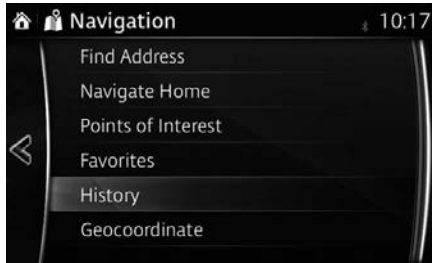 Navigation 10:17
Find Address
Navigate Home
Points of Interest
Favorites
History
Geocoordinate